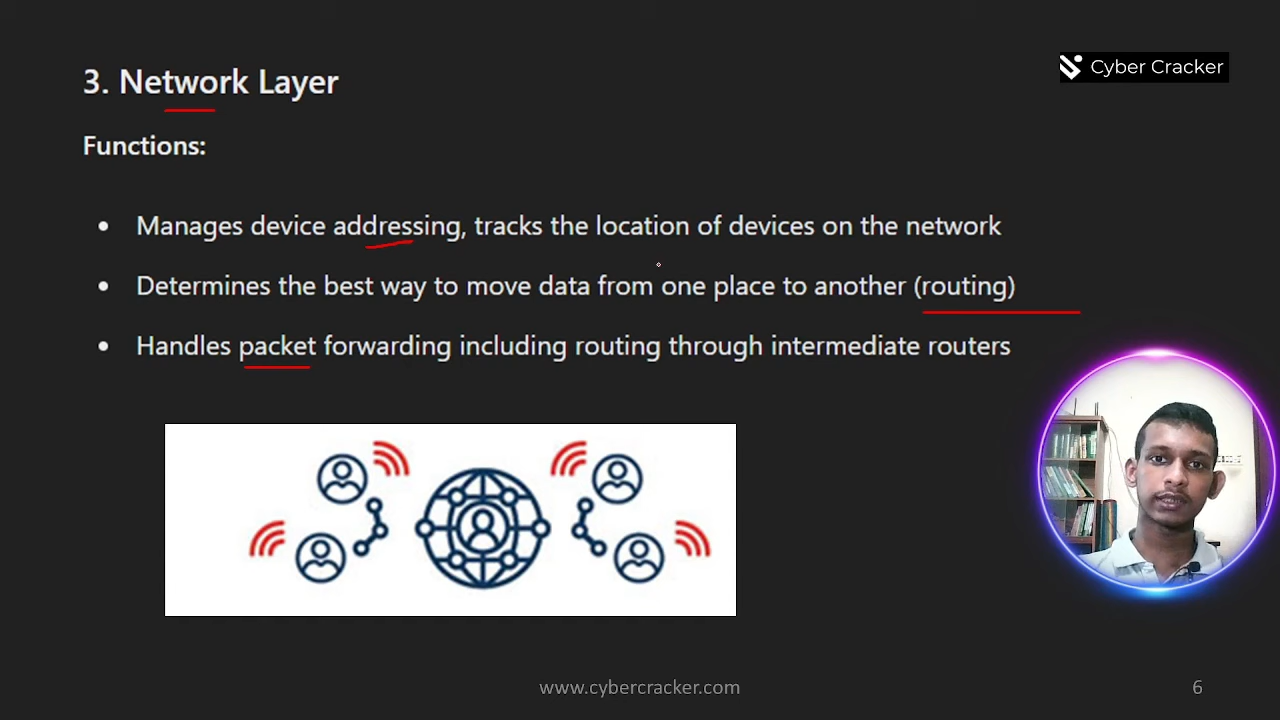 Cyber Cracker
3. Network Layer
Functions:
• Manages device addressing, tracks the location of devices on the network
• Determines the best way to move data from one place to another (routing)
• Handles packet forwarding including routing through intermediate routers
www.cybercracker.com
6